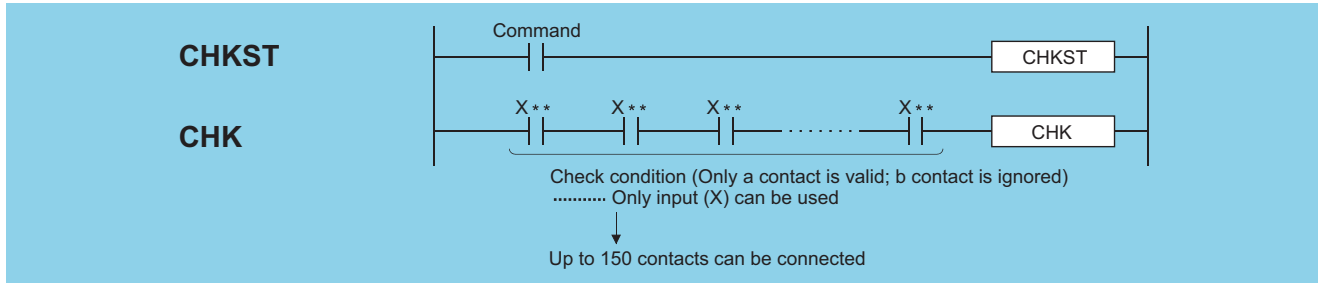 Command
CHKST CHKST
X** X** X** X**
CHK CHK
Check condition (Only a contact is valid; b contact is ignored)
··········· Only input (X) can be used
Up to 150 contacts can be connected